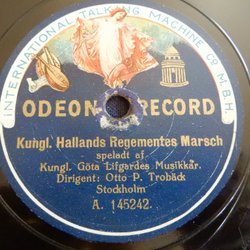 INTERNATIONAL TALKING MACHINE Co M.B.H.
ODEON RECORD
Kungl. Hallands Regementes Marsch
speladt af
Kungl. Göta Lifgardes Musikkår.
Dirigent: Otto P. Trobäck
Stockholm
A. 145242.